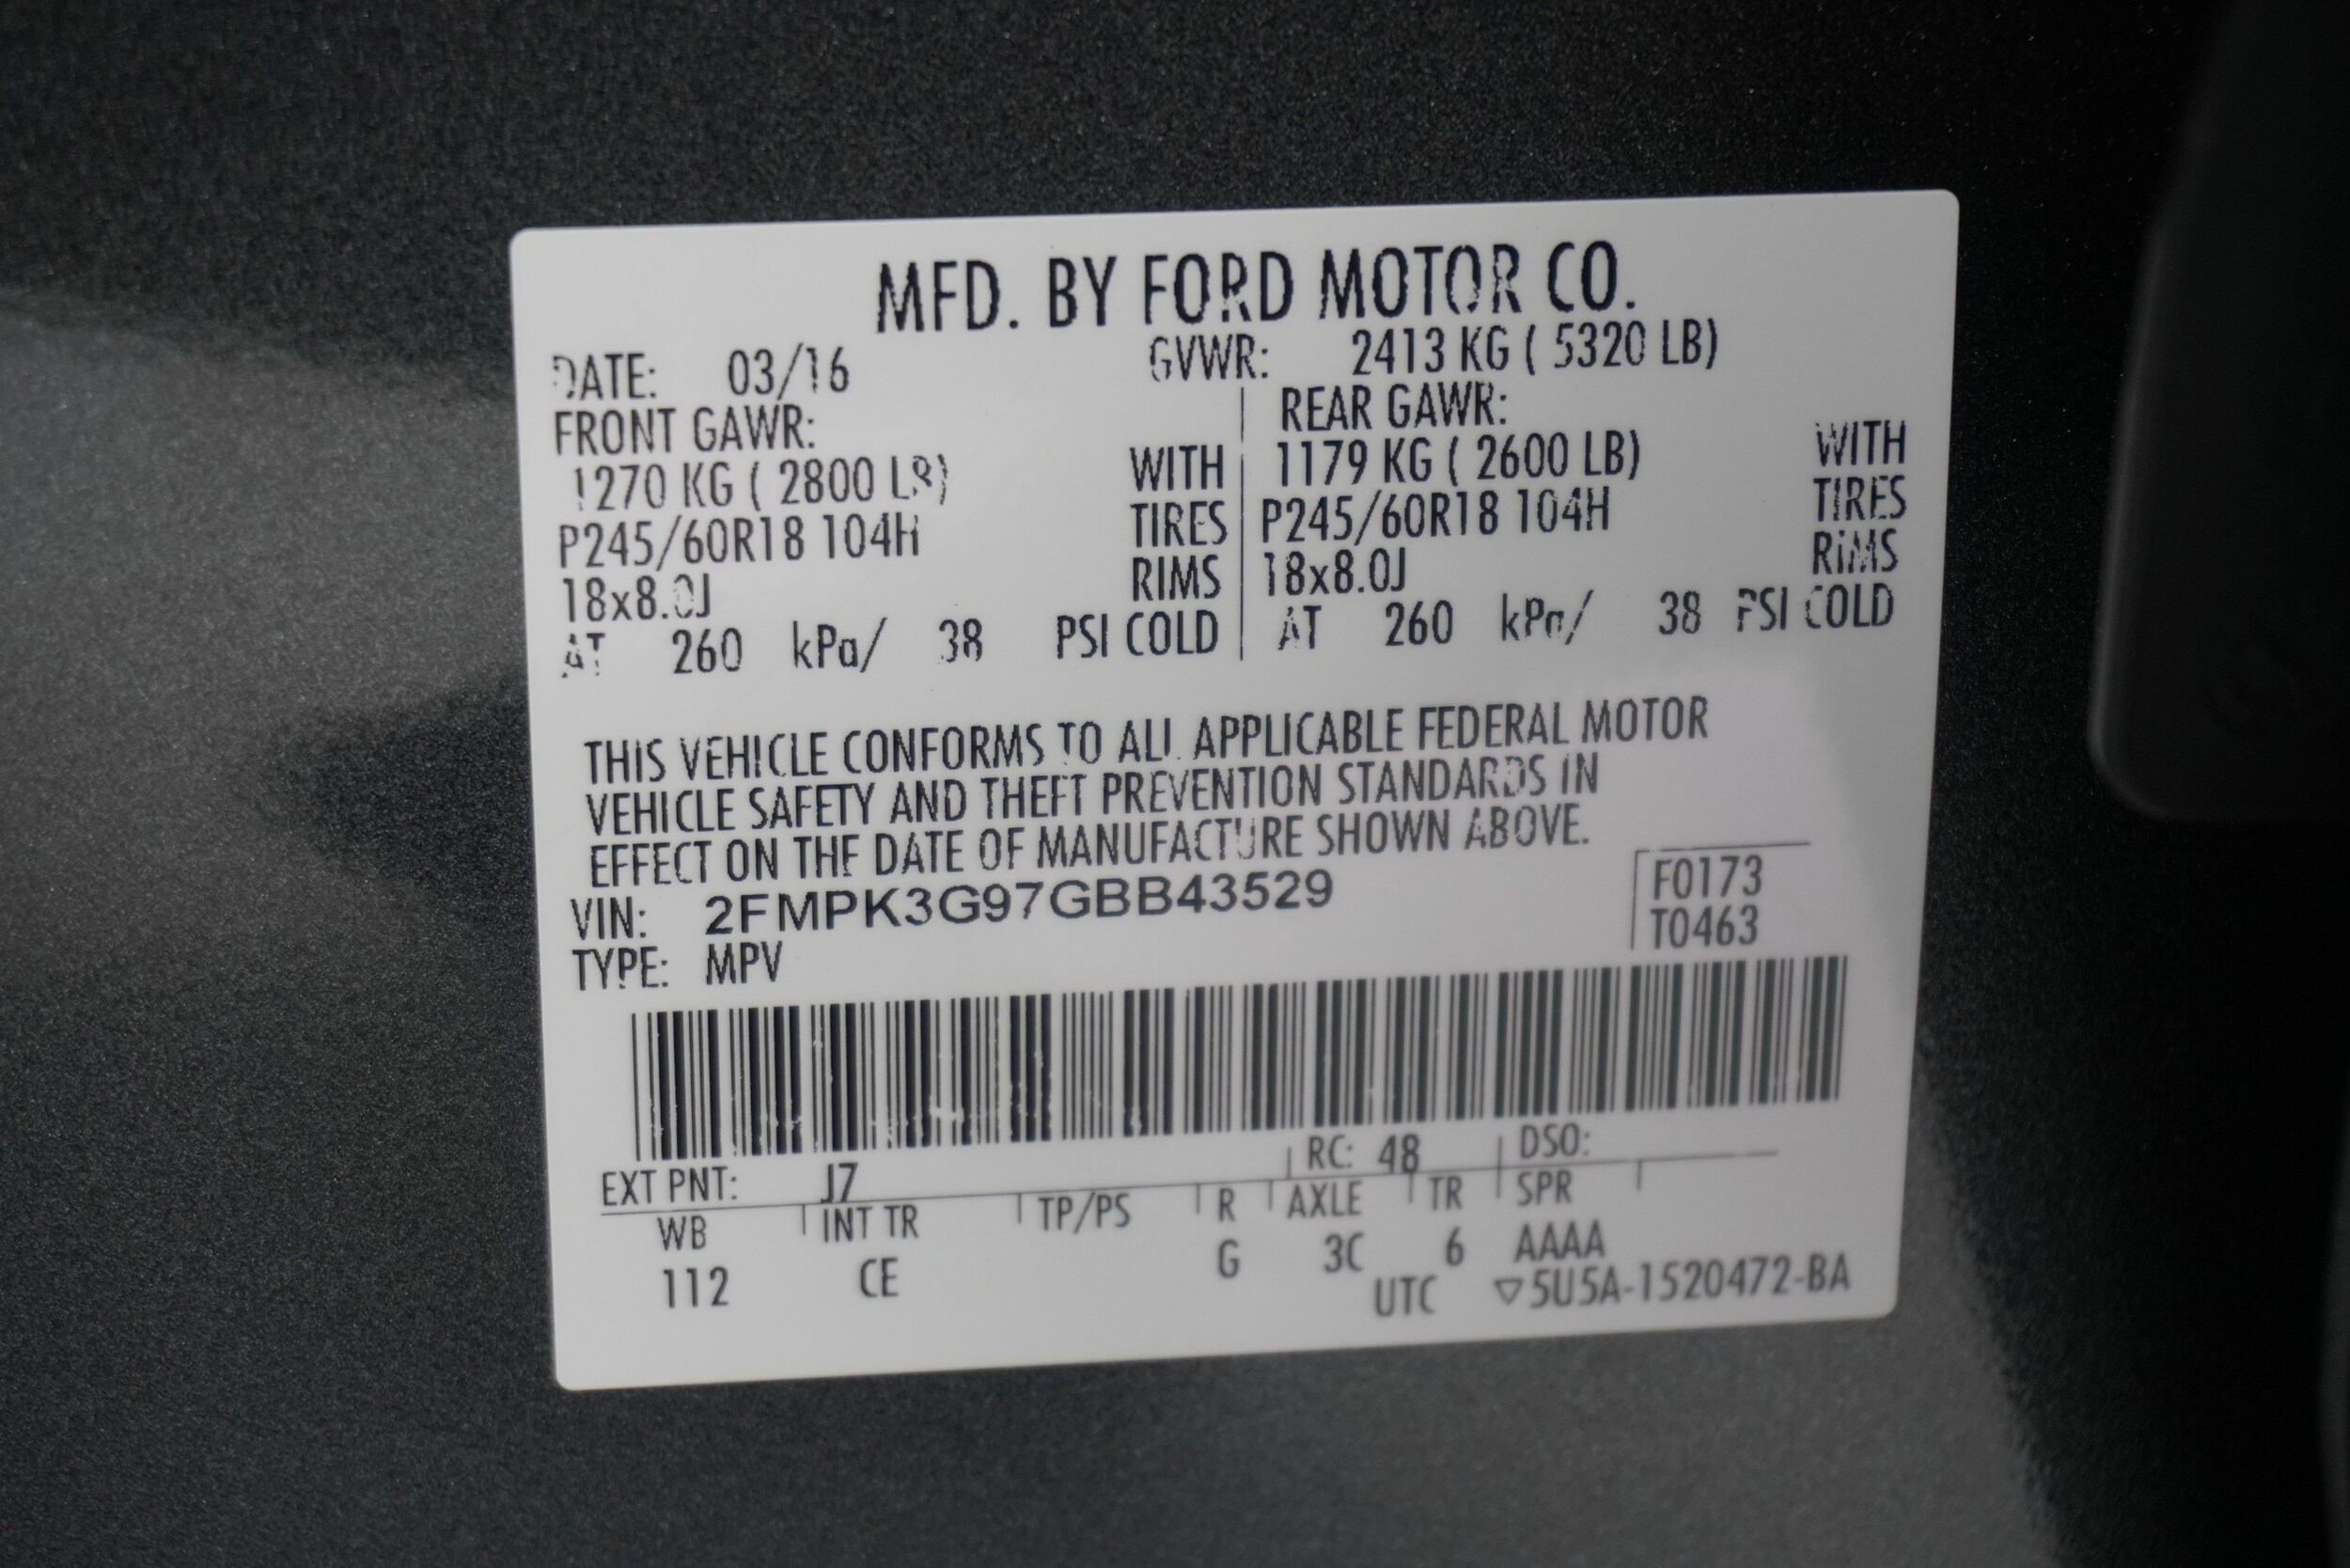 MFD. BY FORD MOTOR CO.
DATE: 03/16 GVWR: 2413 KG ( 5320 LB)
FRONT GAWR: REAR GAWR:
1270 KG ( 2800 LB) WITH 1179 KG ( 2600 LB) WITH
P245/60R18 104H TIRES P245/60R18 104H TIRES
18x8.0J RIMS 18x8.0J RIMS
AT 260 kPa/ 38 PSI COLD AT 260 kPa/ 38 PSI COLD
THIS VEHICLE CONFORMS TO ALL APPLICABLE FEDERAL MOTOR
VEHICLE SAFETY AND THEFT PREVENTION STANDARDS IN
EFFECT ON THE DATE OF MANUFACTURE SHOWN ABOVE.
VIN: 2FMPK3G97GBB43529 F0173
TYPE: MPV T0463
EXT PNT: J7 RC: 48 DSO:
WB INT TR TP/PS R AXLE TR SPR
112 CE G 3C 6 AAAA
UTC ▽5U5A-1520472-BA